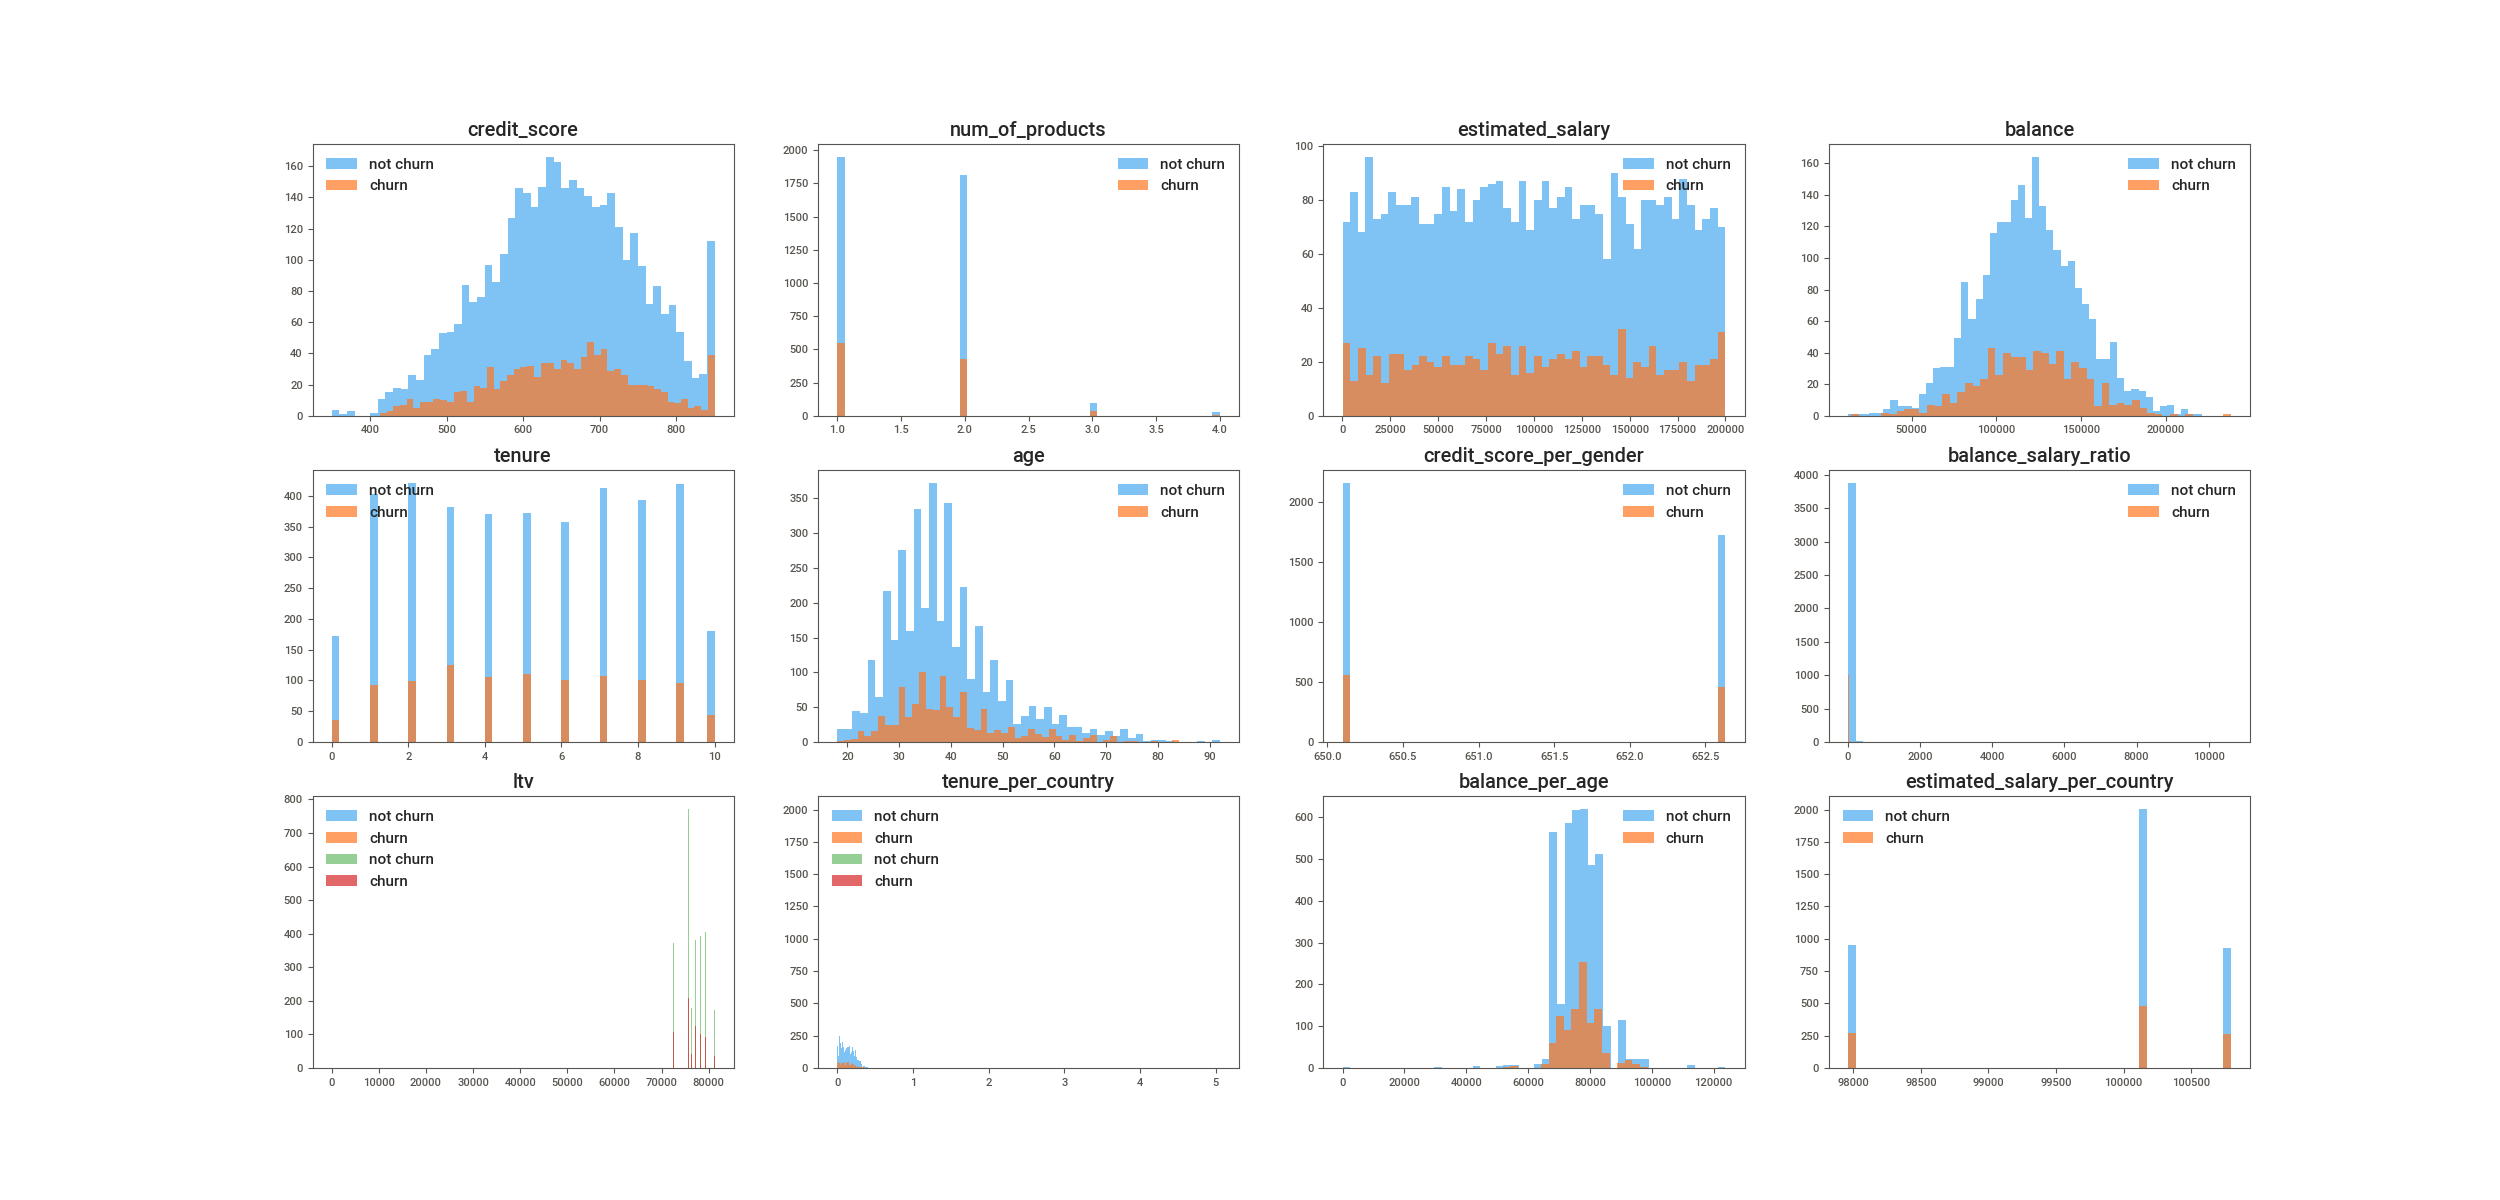 credit_score
not churn
churn
160
140
120
100
80
60
40
20
0
400 500 600 700 800
num_of_products
not churn
churn
2000
1750
1500
1250
1000
750
500
250
0
1.0 1.5 2.0 2.5 3.0 3.5 4.0
estimated_salary
not churn
churn
100
80
60
40
20
0
0 25000 50000 75000 100000 125000 150000 175000 200000
balance
not churn
churn
160
140
120
100
80
60
40
20
0
50000 100000 150000 200000
tenure
not churn
churn
400
350
300
250
200
150
100
50
0
0 2 4 6 8 10
age
not churn
churn
350
300
250
200
150
100
50
0
20 30 40 50 60 70 80 90
credit_score_per_gender
not churn
churn
2000
1500
1000
500
0
650.0 650.5 651.0 651.5 652.0 652.5
balance_salary_ratio
not churn
churn
4000
3500
3000
2500
2000
1500
1000
500
0
0 2000 4000 6000 8000 10000
ltv
not churn
churn
not churn
churn
800
700
600
500
400
300
200
100
0
0 10000 20000 30000 40000 50000 60000 70000 80000
tenure_per_country
not churn
churn
not churn
churn
2000
1750
1500
1250
1000
750
500
250
0
0 1 2 3 4 5
balance_per_age
not churn
churn
600
500
400
300
200
100
0
0 20000 40000 60000 80000 100000 120000
estimated_salary_per_country
not churn
churn
2000
1750
1500
1250
1000
750
500
250
0
98000 98500 99000 99500 100000 100500